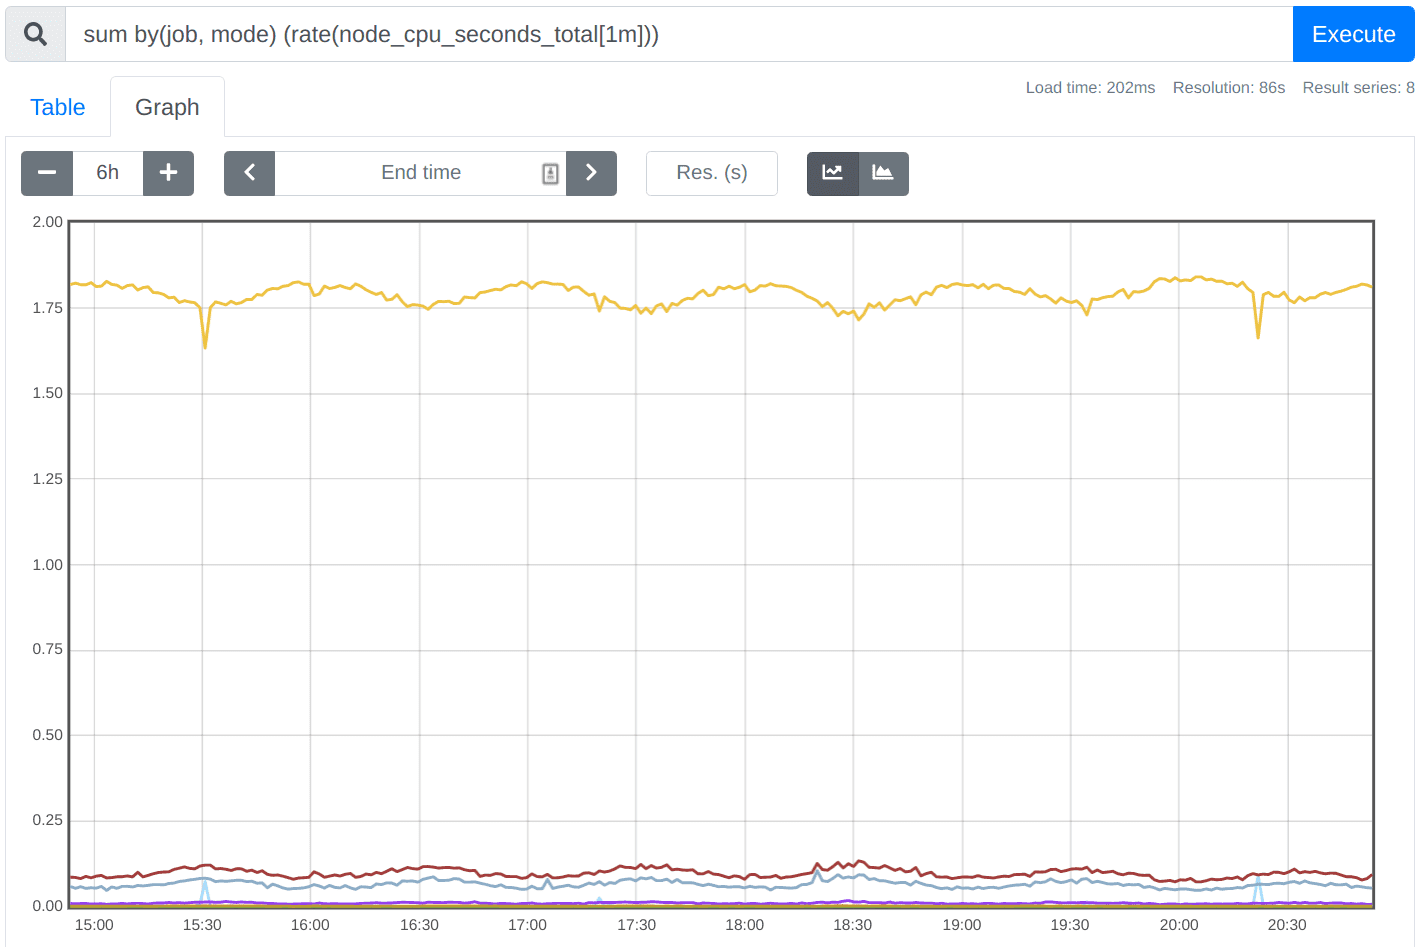 sum by(job, mode) (rate(node_cpu_seconds_total[1m]))
Execute
Load time: 202ms Resolution: 86s Result series: 8
Table Graph
6h End time Res. (s)
2.00
1.75
1.50
1.25
1.00
0.75
0.50
0.25
0.00
15:00 15:30 16:00 16:30 17:00 17:30 18:00 18:30 19:00 19:30 20:00 20:30